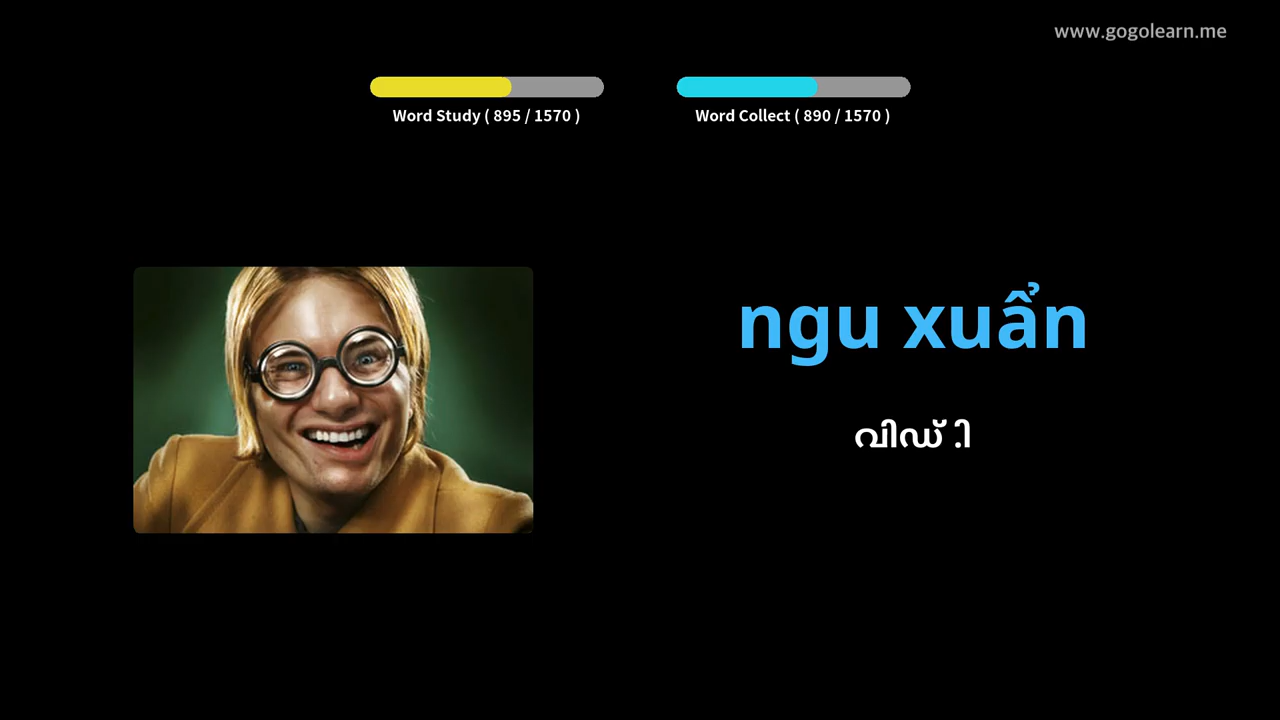 www.gogolearn.me
Word Study ( 895 / 1570 )
Word Collect ( 890 / 1570 )
ngu xuẩn
വിഡ് .ി